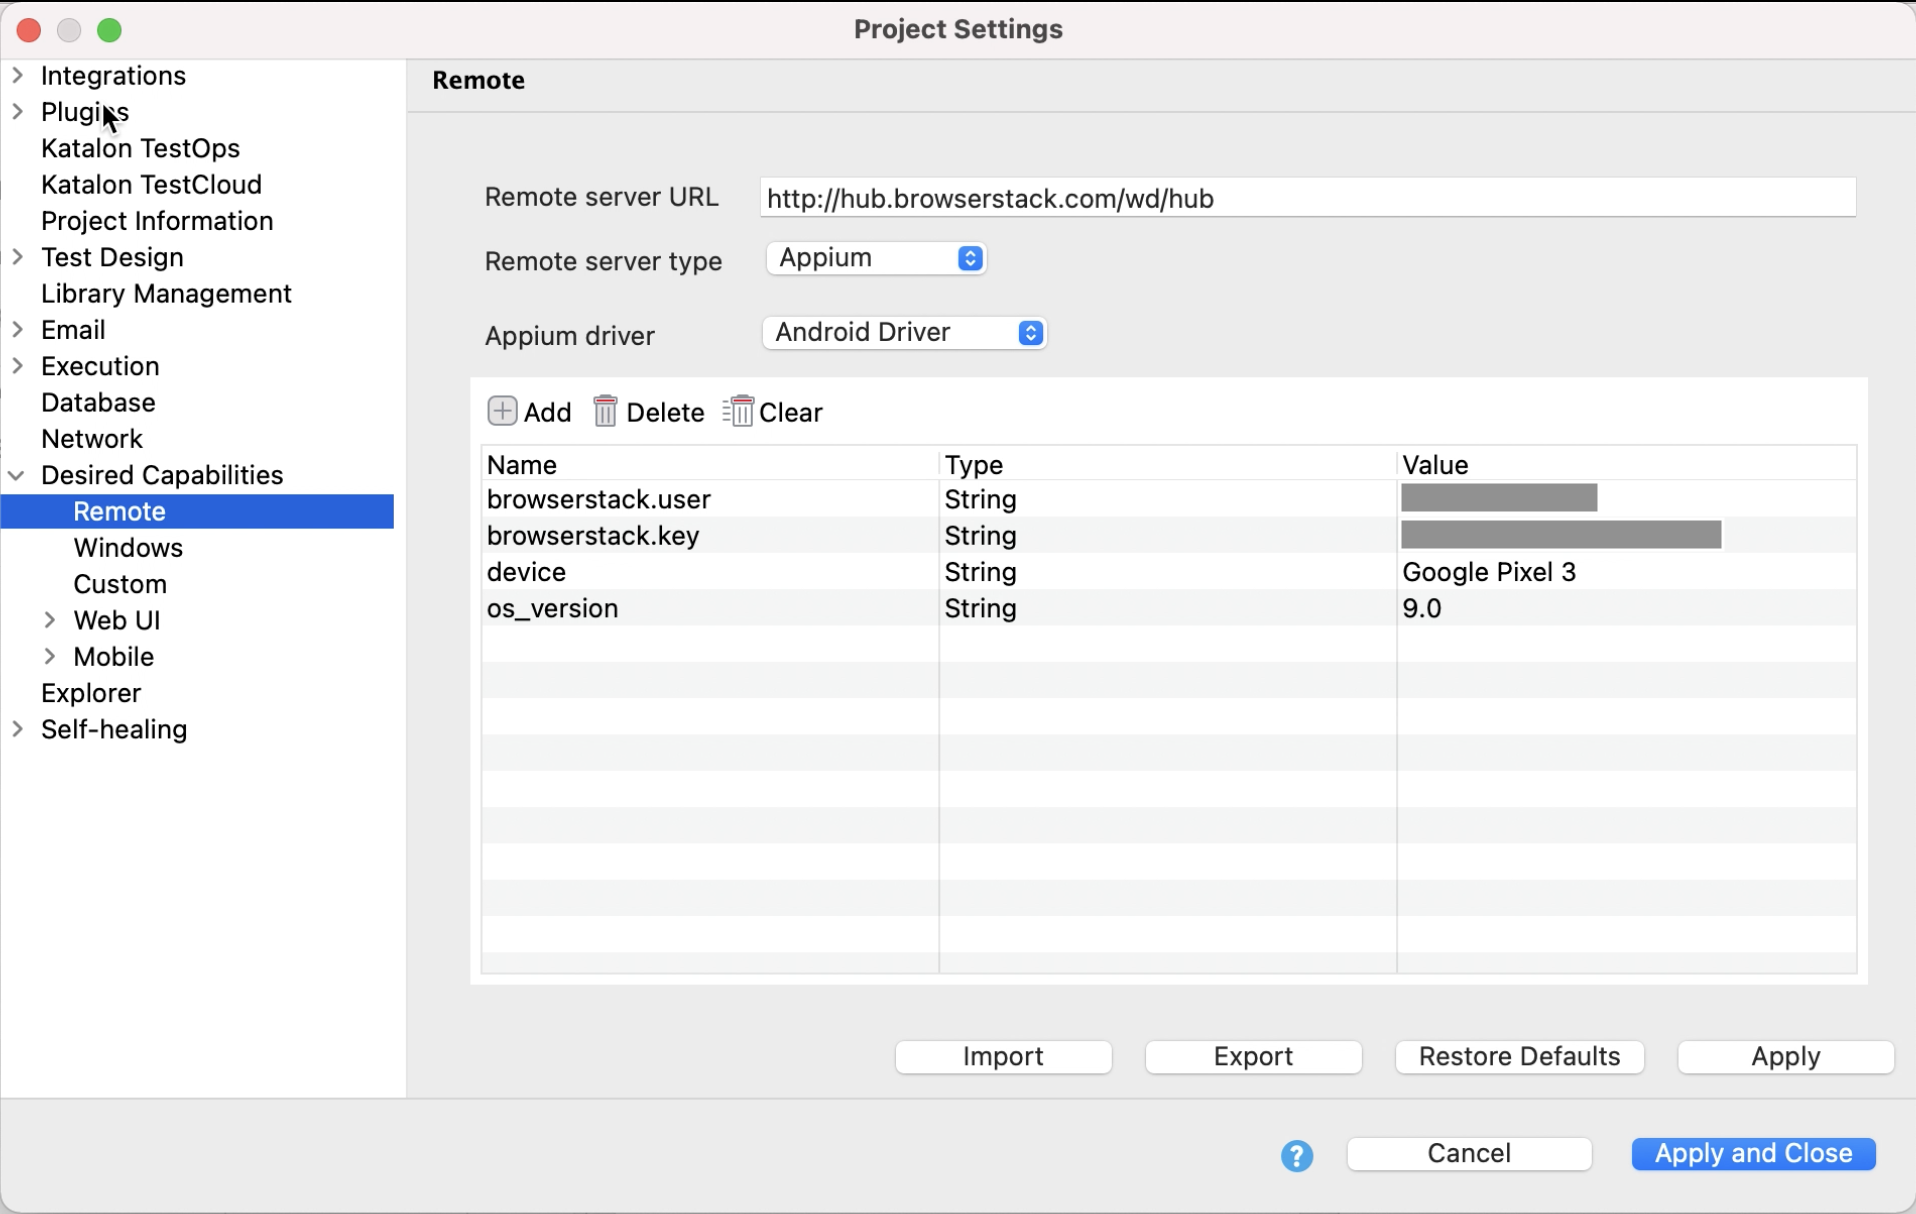 Project Settings
Integrations
Plugins
Katalon TestOps
Katalon TestCloud
Project Information
Test Design
Library Management
Email
Execution
Database
Network
Desired Capabilities
Remote
Windows
Custom
Web UI
Mobile
Explorer
Self-healing
Remote
Remote server URL http://hub.browserstack.com/wd/hub
Remote server type Appium
Appium driver Android Driver
Add Delete Clear
Name Type Value
browserstack.user String
browserstack.key String
device String Google Pixel 3
os_version String 9.0
Import Export Restore Defaults Apply
? Cancel Apply and Close